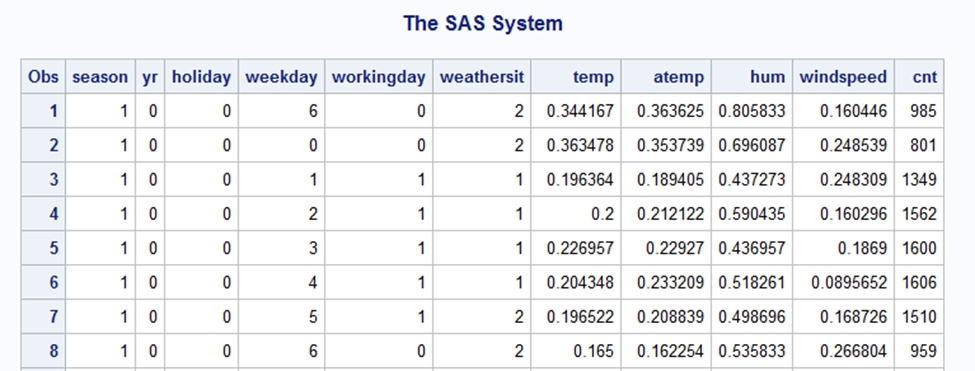 The SAS System
Obs season yr holiday weekday workingday weathersit temp atemp hum windspeed cnt
1 1 0 0 6 0 2 0.344167 0.363625 0.805833 0.160446 985
2 1 0 0 0 0 2 0.363478 0.353739 0.696087 0.248539 801
3 1 0 0 1 1 1 0.196364 0.189405 0.437273 0.248309 1349
4 1 0 0 2 1 1 0.2 0.212122 0.590435 0.160296 1562
5 1 0 0 3 1 1 0.226957 0.22927 0.436957 0.1869 1600
6 1 0 0 4 1 1 0.204348 0.233209 0.518261 0.0895652 1606
7 1 0 0 5 1 2 0.196522 0.208839 0.498696 0.168726 1510
8 1 0 0 6 0 2 0.165 0.162254 0.535833 0.266804 959